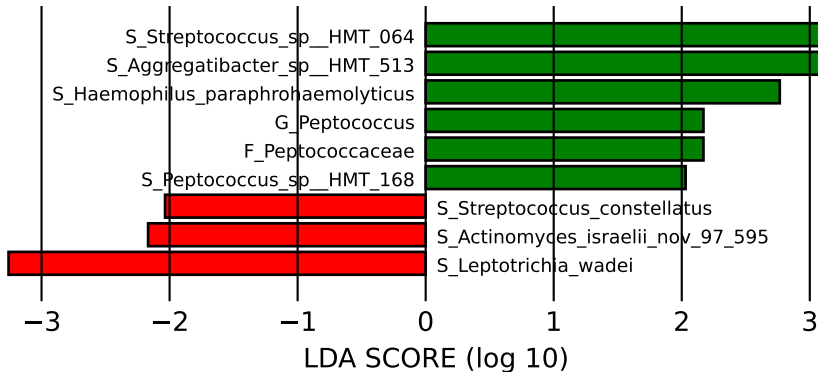 S_Streptococcus_sp__HMT_064
S_Aggregatibacter_sp__HMT_513
S_Haemophilus_paraphrohaemolyticus
G_Peptococcus
F_Peptococcaceae
S_Peptococcus_sp__HMT_168
S_Streptococcus_constellatus
S_Actinomyces_israelii_nov_97_595
S_Leptotrichia_wadei
−3 −2 −1 0 1 2 3
LDA SCORE (log 10)